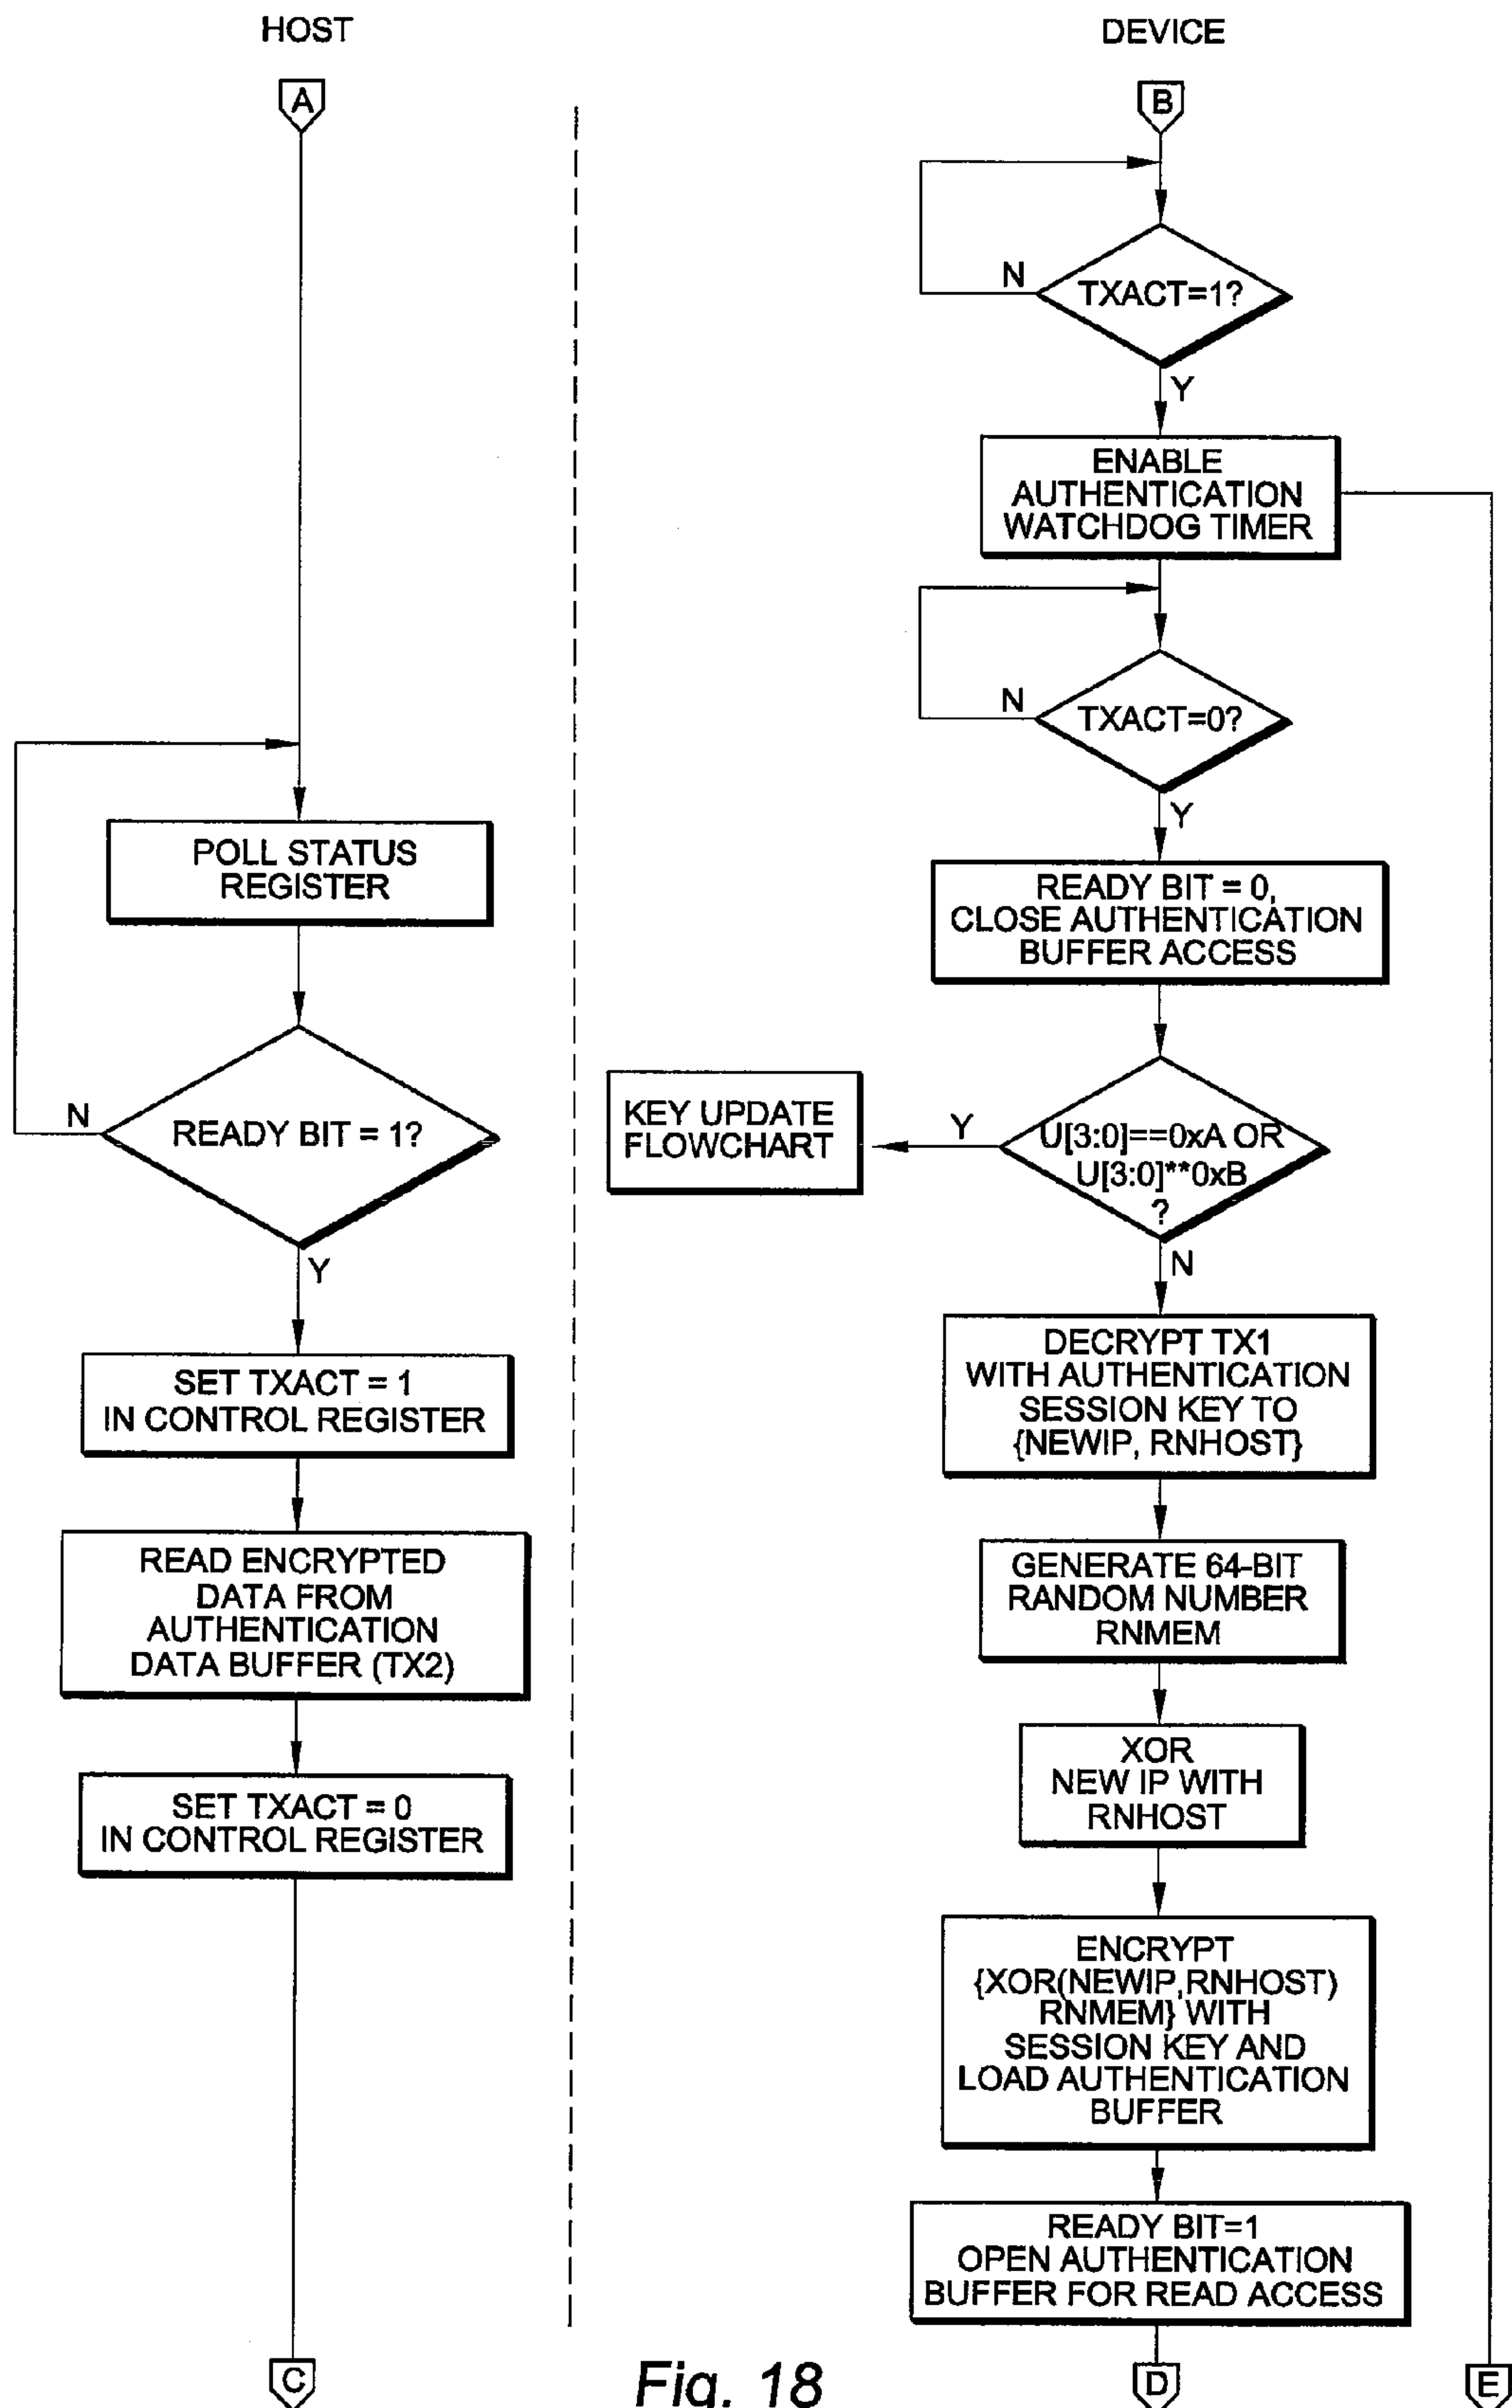 HOST
A
POLL STATUS
REGISTER
N
READY BIT = 1?
Y
SET TXACT = 1
IN CONTROL REGISTER
READ ENCRYPTED
DATA FROM
AUTHENTICATION
DATA BUFFER (TX2)
SET TXACT = 0
IN CONTROL REGISTER
C
DEVICE
B
N
TXACT=1?
Y
ENABLE
AUTHENTICATION
WATCHDOG TIMER
N
TXACT=0?
Y
READY BIT = 0,
CLOSE AUTHENTICATION
BUFFER ACCESS
KEY UPDATE
FLOWCHART
Y
U[3:0]==0xA OR
U[3:0]**0xB
?
N
DECRYPT TX1
WITH AUTHENTICATION
SESSION KEY TO
{NEWIP, RNHOST}
GENERATE 64-BIT
RANDOM NUMBER
RNMEM
XOR
NEW IP WITH
RNHOST
ENCRYPT
{XOR(NEWIP,RNHOST)
RNMEM} WITH
SESSION KEY AND
LOAD AUTHENTICATION
BUFFER
READY BIT=1
OPEN AUTHENTICATION
BUFFER FOR READ ACCESS
D
E
Fig. 18